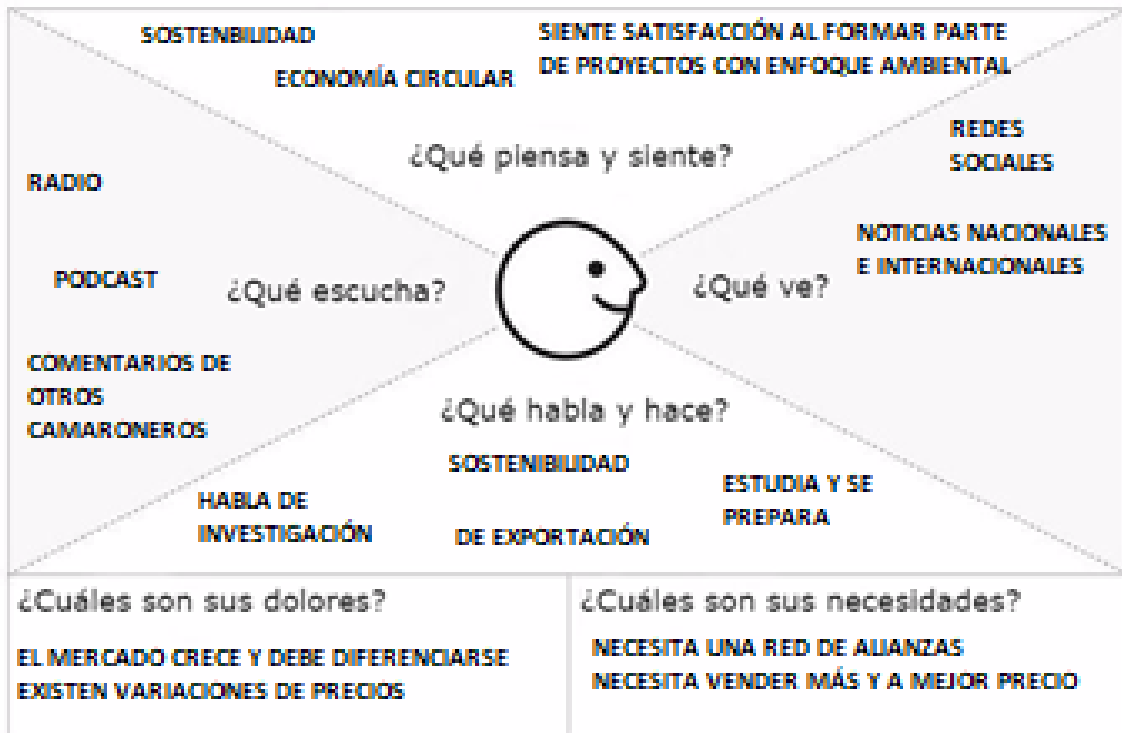 SOSTENBILIDAD
ECONOMÍA CIRCULAR
SIENTE SATISFACCIÓN AL FORMAR PARTE
DE PROYECTOS CON ENFOQUE AMBIENTAL
¿Qué piensa y siente?
RADIO
PODCAST
COMENTARIOS DE
OTROS
CAMARONEROS
¿Qué escucha?
¿Qué ve?
REDES
SOCIALES
NOTICIAS NACIONALES
E INTERNACIONALES
¿Qué habla y hace?
HABLA DE
INVESTIGACIÓN
SOSTENIBILIDAD
DE EXPORTACIÓN
ESTUDIA Y SE
PREPARA
¿Cuáles son sus dolores?
EL MERCADO CRECE Y DEBE DIFERENCIARSE
EXISTEN VARIACIONES DE PRECIOS
¿Cuáles son sus necesidades?
NECESITA UNA RED DE ALIANZAS
NECESITA VENDER MÁS Y A MEJOR PRECIO